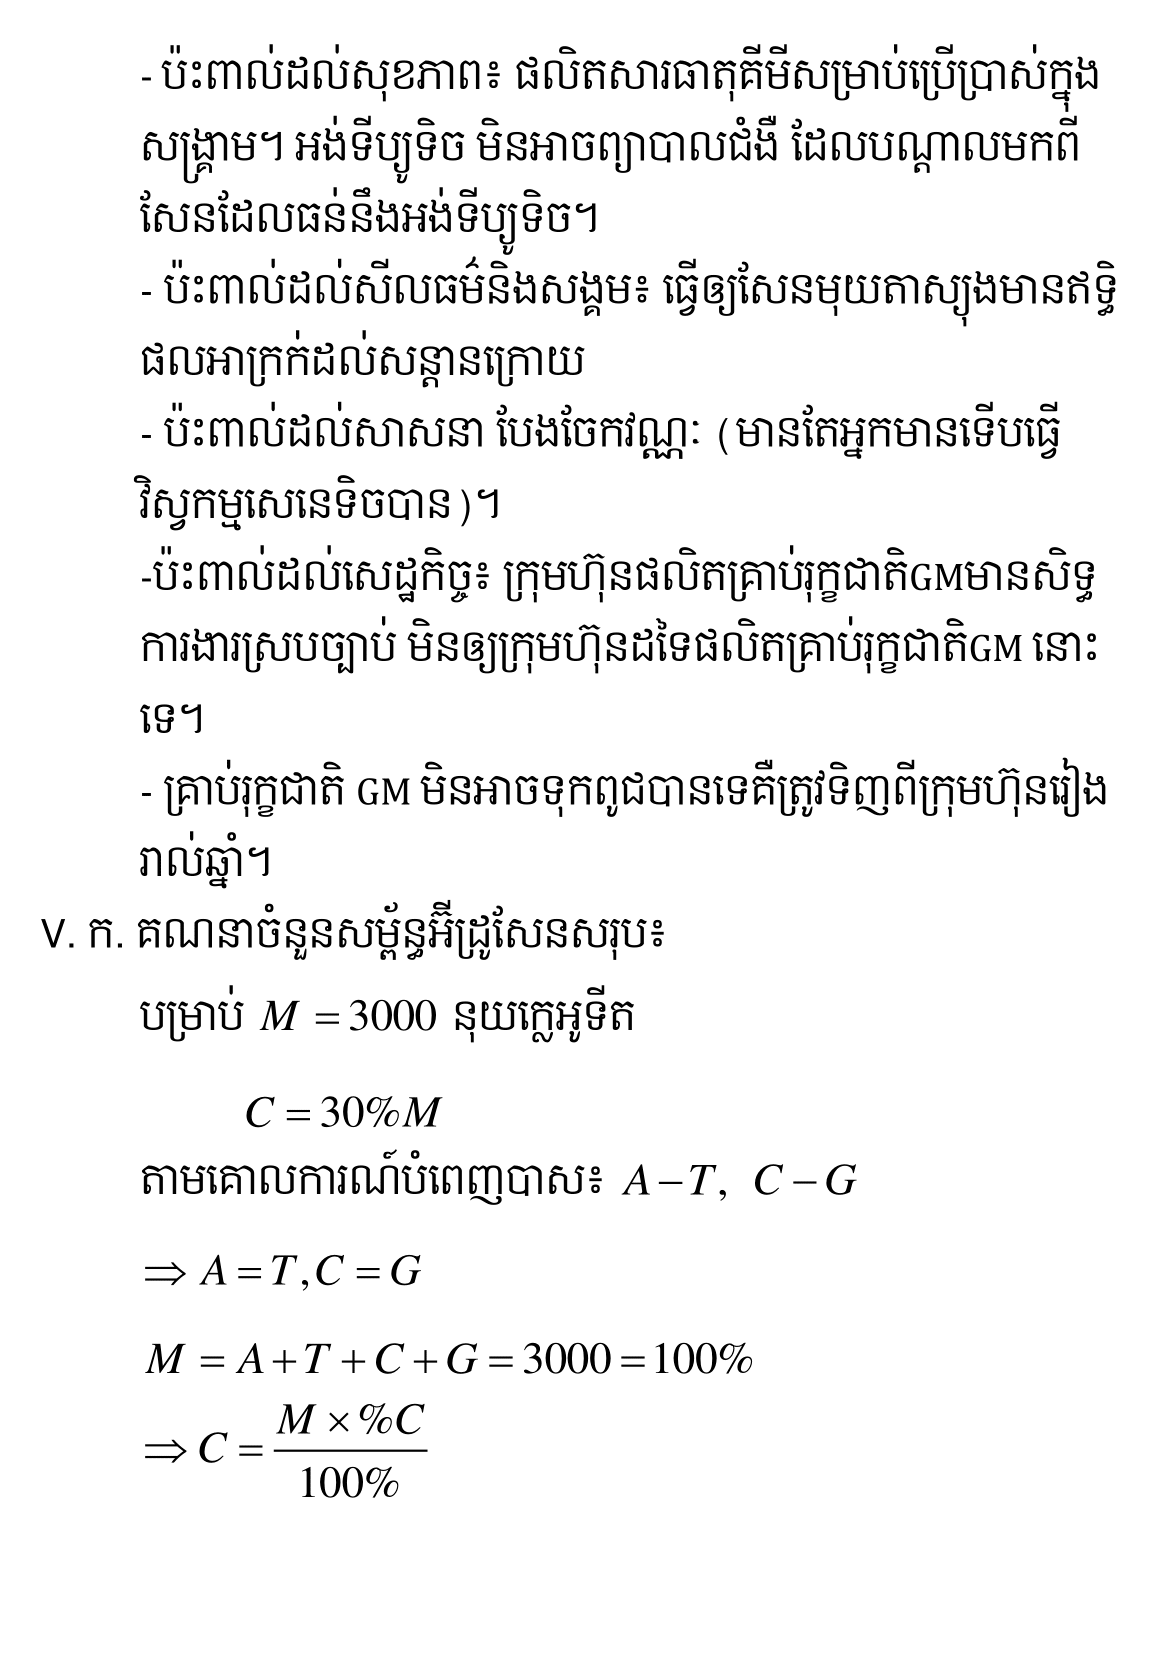 - ប៉ះពាល់ដល់សុខភាព៖ ផលិតសារធាតុគីមីសម្រាប់ប្រើប្រាស់ក្នុង
សង្គ្រាម។ អង់ទីប្យូទិច មិនអាចព្យាបាលជំងឺ ដែលបណ្តាលមកពី
សែនដែលធន់នឹងអង់ទីប្យូទិច។
- ប៉ះពាល់ដល់សីលធម៌និងសង្គម៖ ធ្វើឲ្យសែនមុយតាស្យុងមានឥទ្ធិ
ផលអាក្រក់ដល់សន្តានក្រោយ
- ប៉ះពាល់ដល់សាសនា បែងចែកវណ្ណៈ (មានតែអ្នកមានទើបធ្វើ
វិស្វកម្មសេនេទិចបាន)។
-ប៉ះពាល់ដល់សេដ្ឋកិច្ច៖ ក្រុមហ៊ុនផលិតគ្រាប់រុក្ខជាតិGMមានសិទ្ធ
ការងារស្របច្បាប់ មិនឲ្យក្រុមហ៊ុនដទៃផលិតគ្រាប់រុក្ខជាតិGM នោះ
ទេ។
- គ្រាប់រុក្ខជាតិ GM មិនអាចទុកពូជបានទេគឺត្រូវទិញពីក្រុមហ៊ុនរៀង
រាល់ឆ្នាំ។
V. ក. គណនាចំនួនសម្ព័ន្ធអ៊ីដ្រូសែនសរុប៖
បម្រាប់ M = 3000 នុយក្លេអូទីត
C = 30%M
តាមគោលការណ៍បំពេញបាស៖ A−T, C−G
⇒ A = T, C = G
M = A+T+C+G = 3000 = 100%
⇒ C = M × %C / 100%